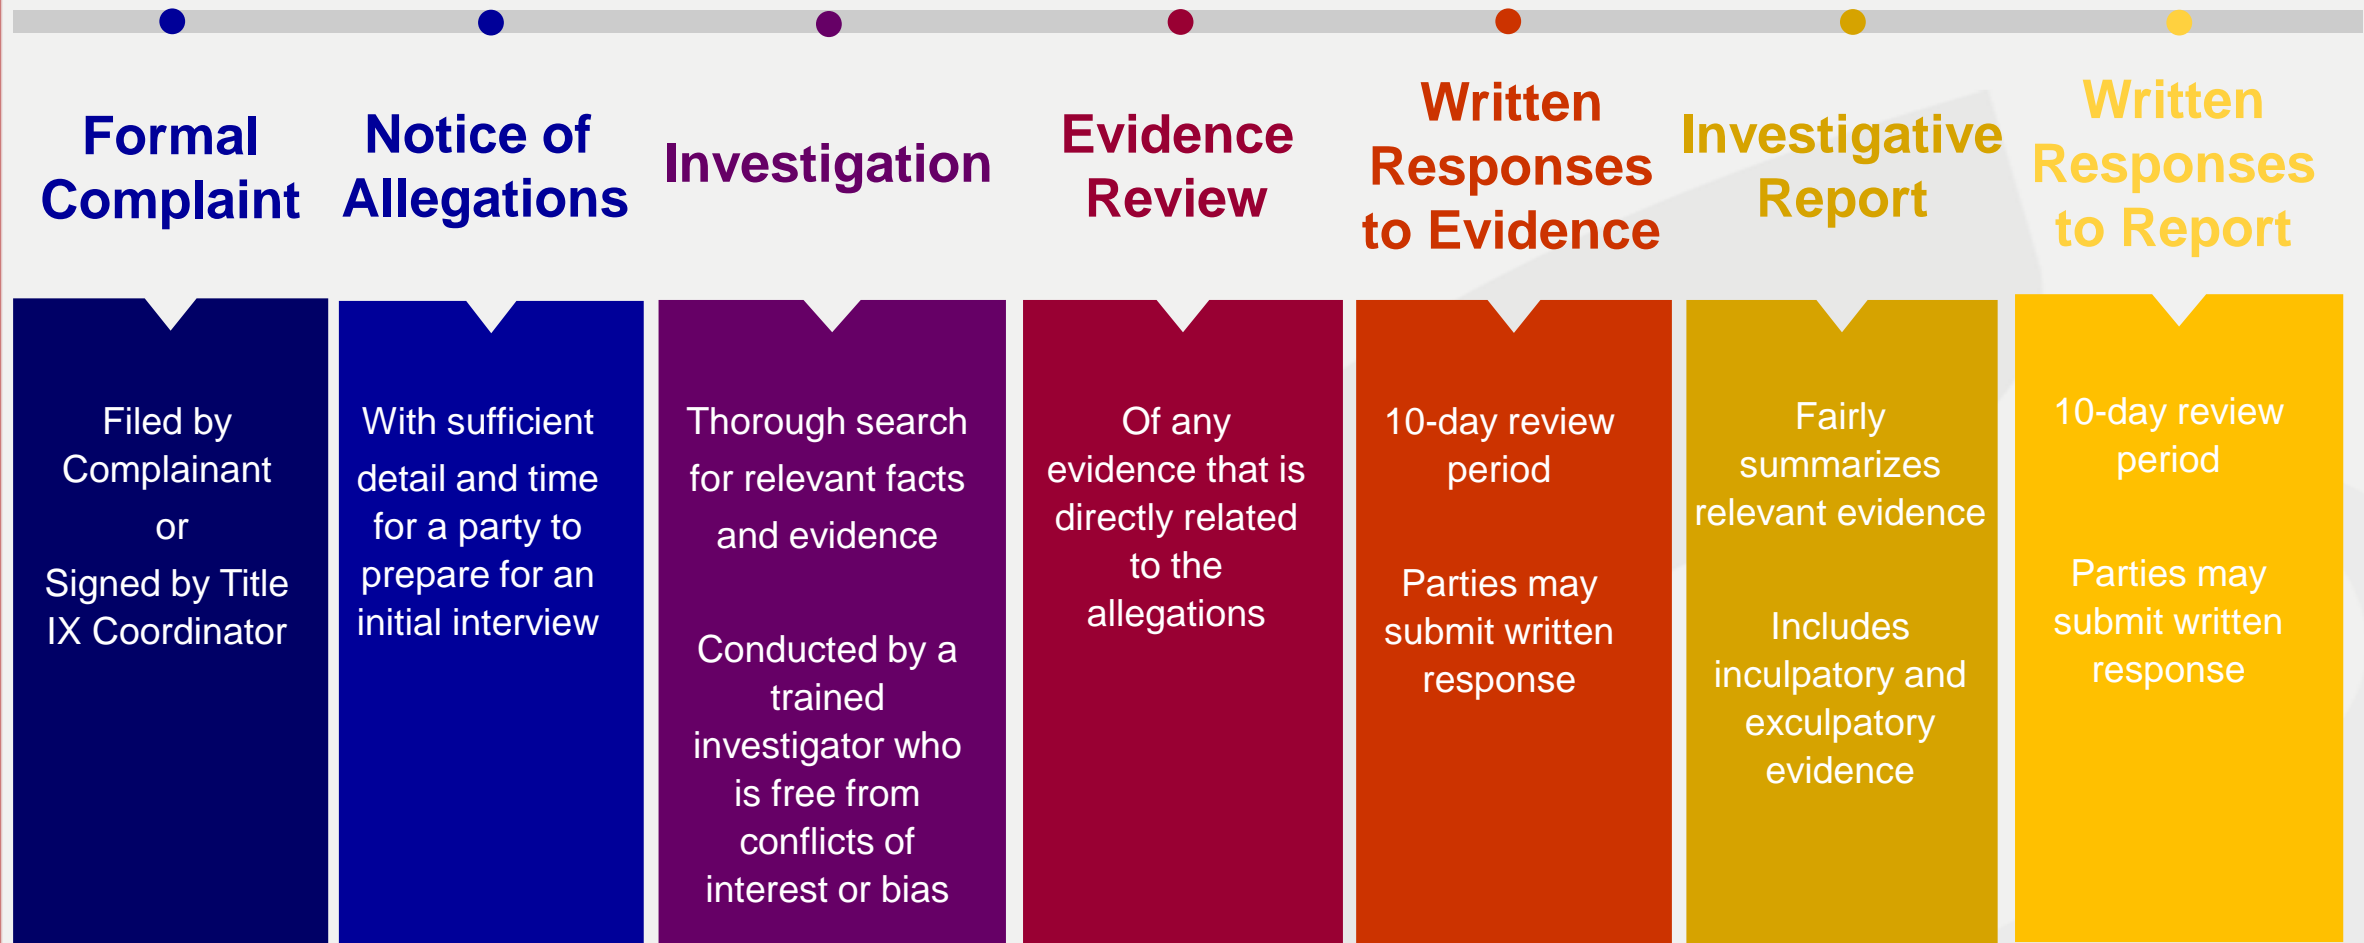 Formal
Complaint
Notice of
Allegations
Investigation
Evidence
Review
Written
Responses
to Evidence
Investigative
Report
Written
Responses
to Report
Filed by
Complainant
or
Signed by Title
IX Coordinator
With sufficient
detail and time
for a party to
prepare for an
initial interview
Thorough search
for relevant facts
and evidence
Conducted by a
trained
investigator who
is free from
conflicts of
interest or bias
Of any
evidence that is
directly related
to the
allegations
10-day review
period
Parties may
submit written
response
Fairly
summarizes
relevant evidence
Includes
inculpatory and
exculpatory
evidence
10-day review
period
Parties may
submit written
response